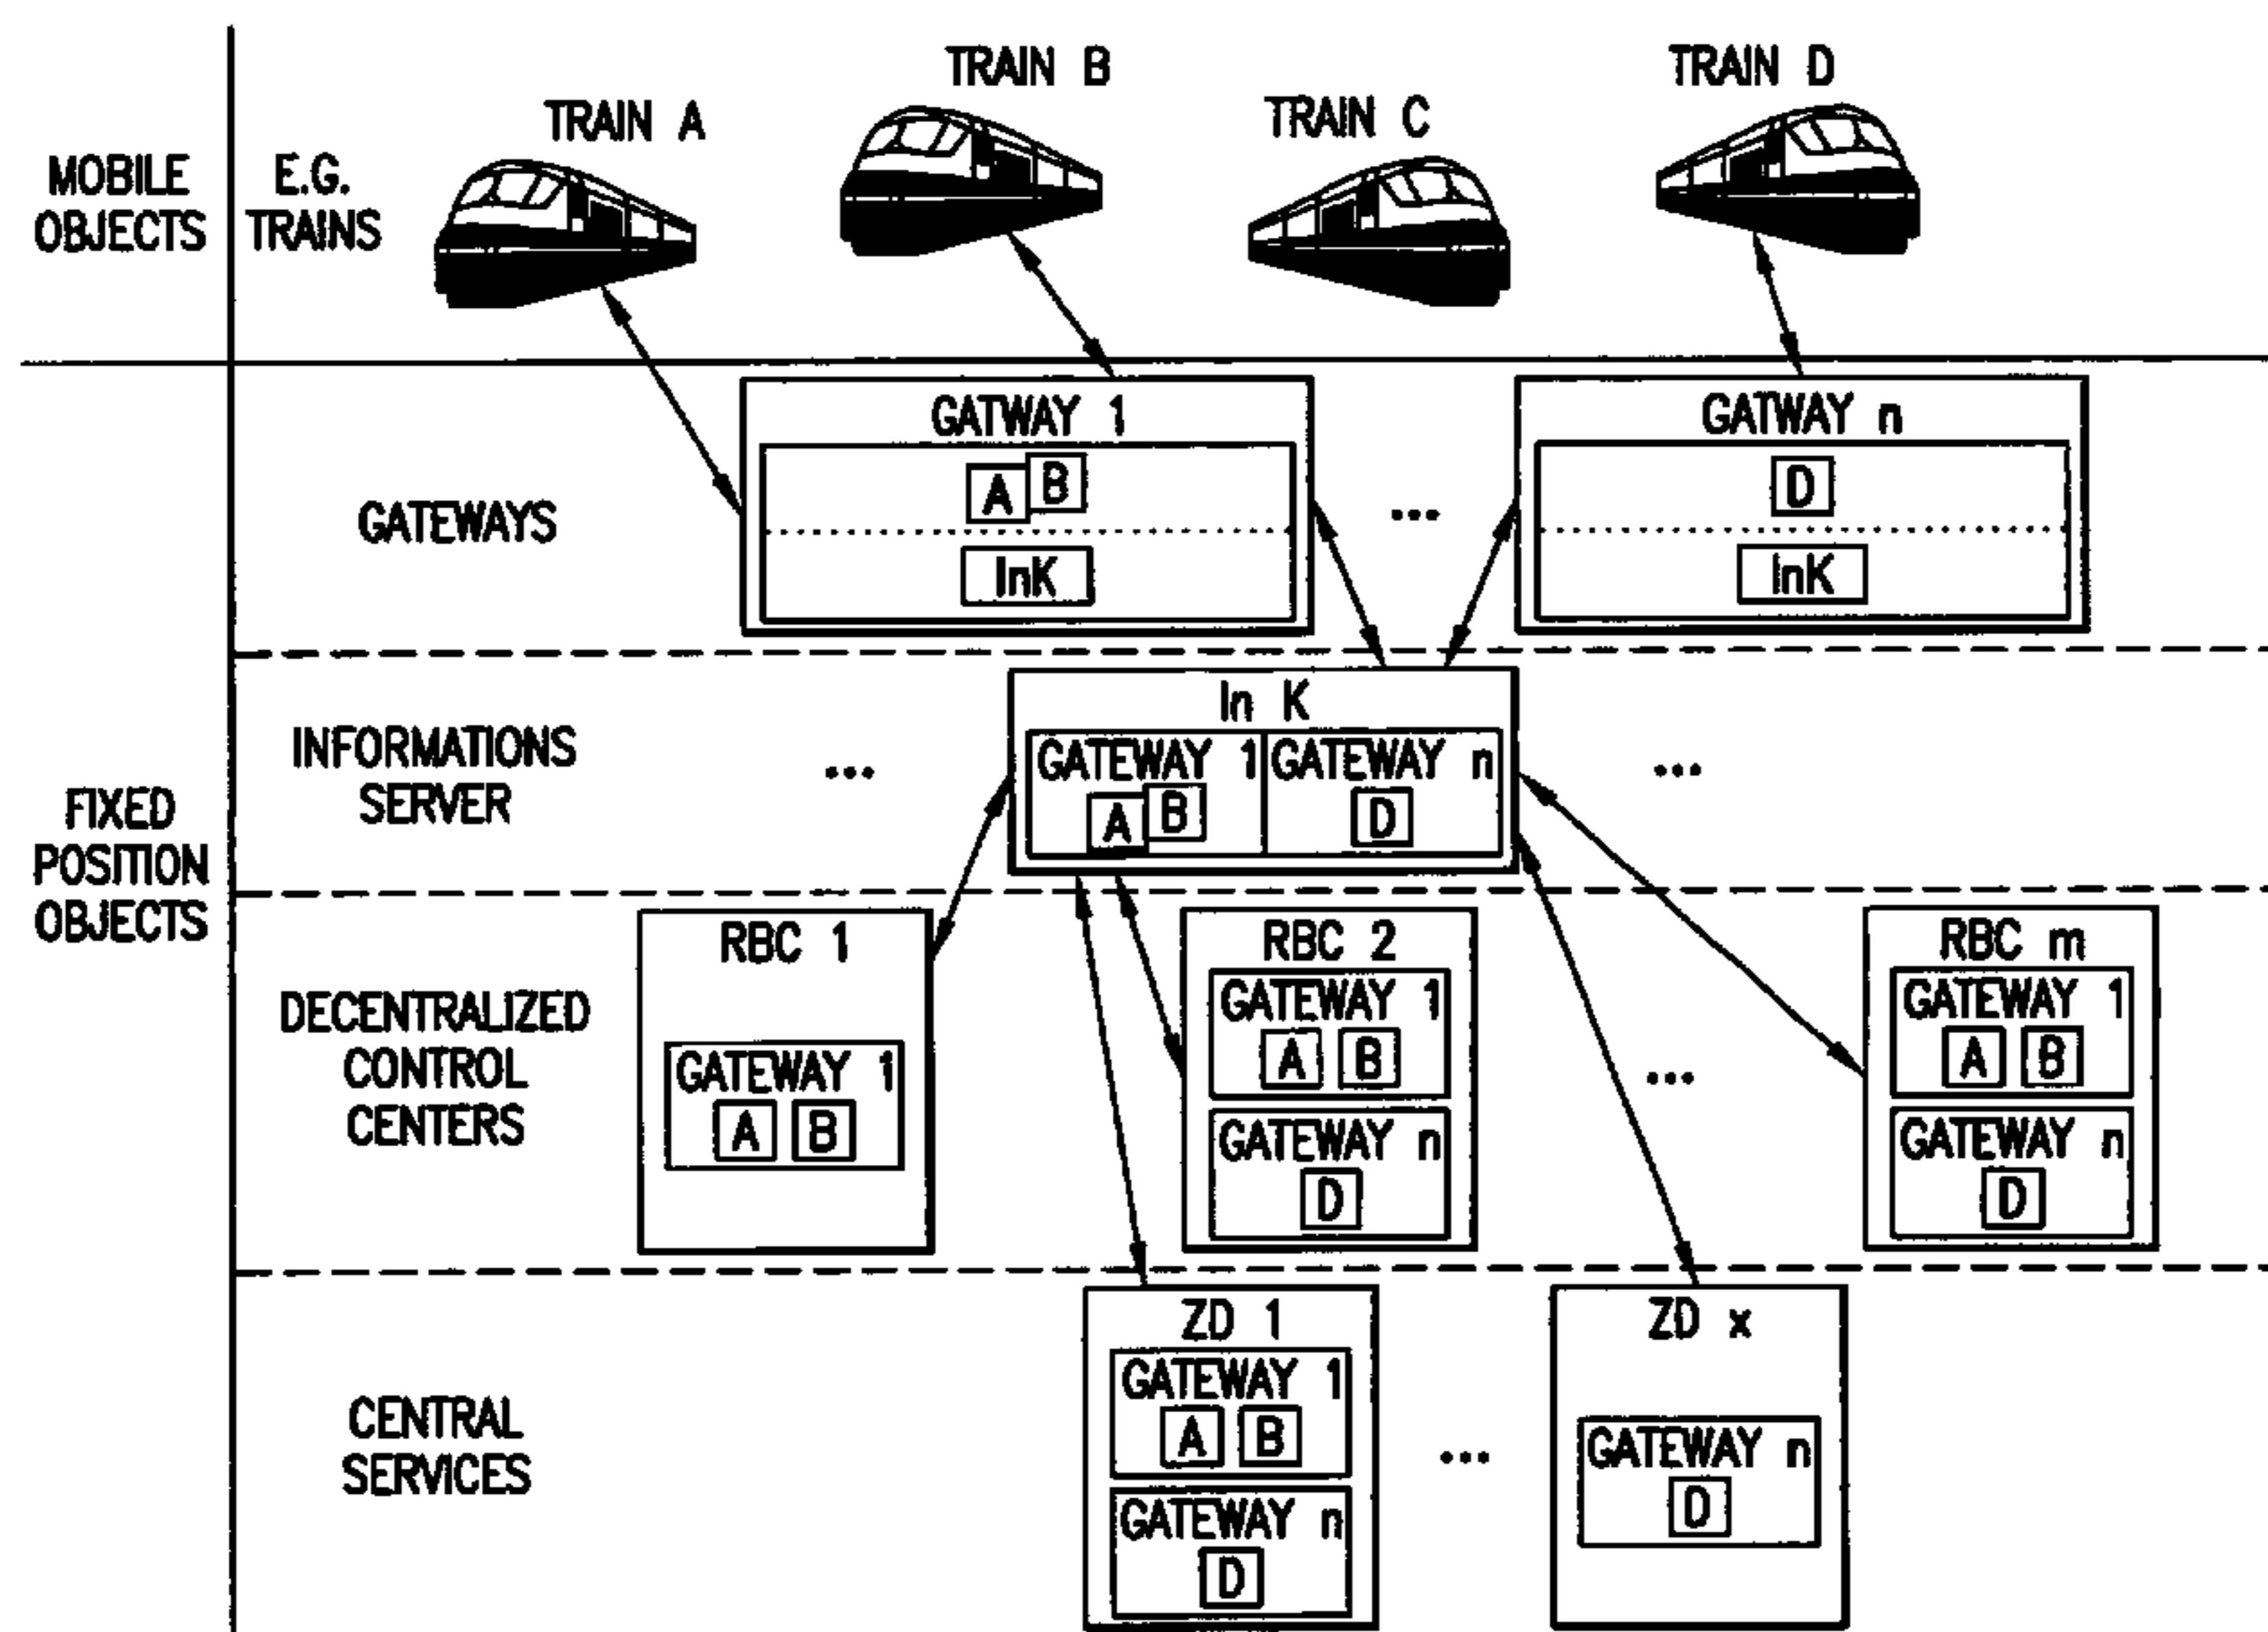 TRAIN A
TRAIN B
TRAIN C
TRAIN D
MOBILE
OBJECTS
E.G.
TRAINS
GATEWAYS
GATWAY 1
A B
InK
...
GATWAY n
D
InK
FIXED
POSITION
OBJECTS
INFORMATIONS
SERVER
...
In K
GATEWAY 1
A B
GATEWAY n
D
...
DECENTRALIZED
CONTROL
CENTERS
RBC 1
GATEWAY 1
A B
RBC 2
GATEWAY 1
A B
GATEWAY n
D
...
RBC m
GATEWAY 1
A B
GATEWAY n
D
CENTRAL
SERVICES
ZD 1
GATEWAY 1
A B
GATEWAY n
D
...
ZD x
GATEWAY n
D